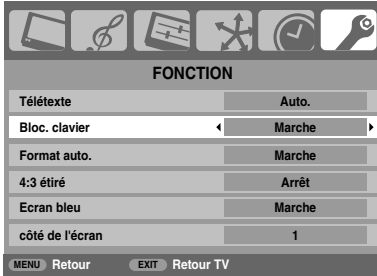 FONCTION
Télétexte Auto.
Bloc. clavier Marche
Format auto. Marche
4:3 étiré Arrêt
Ecran bleu Marche
côté de l'écran 1
MENU Retour EXIT Retour TV